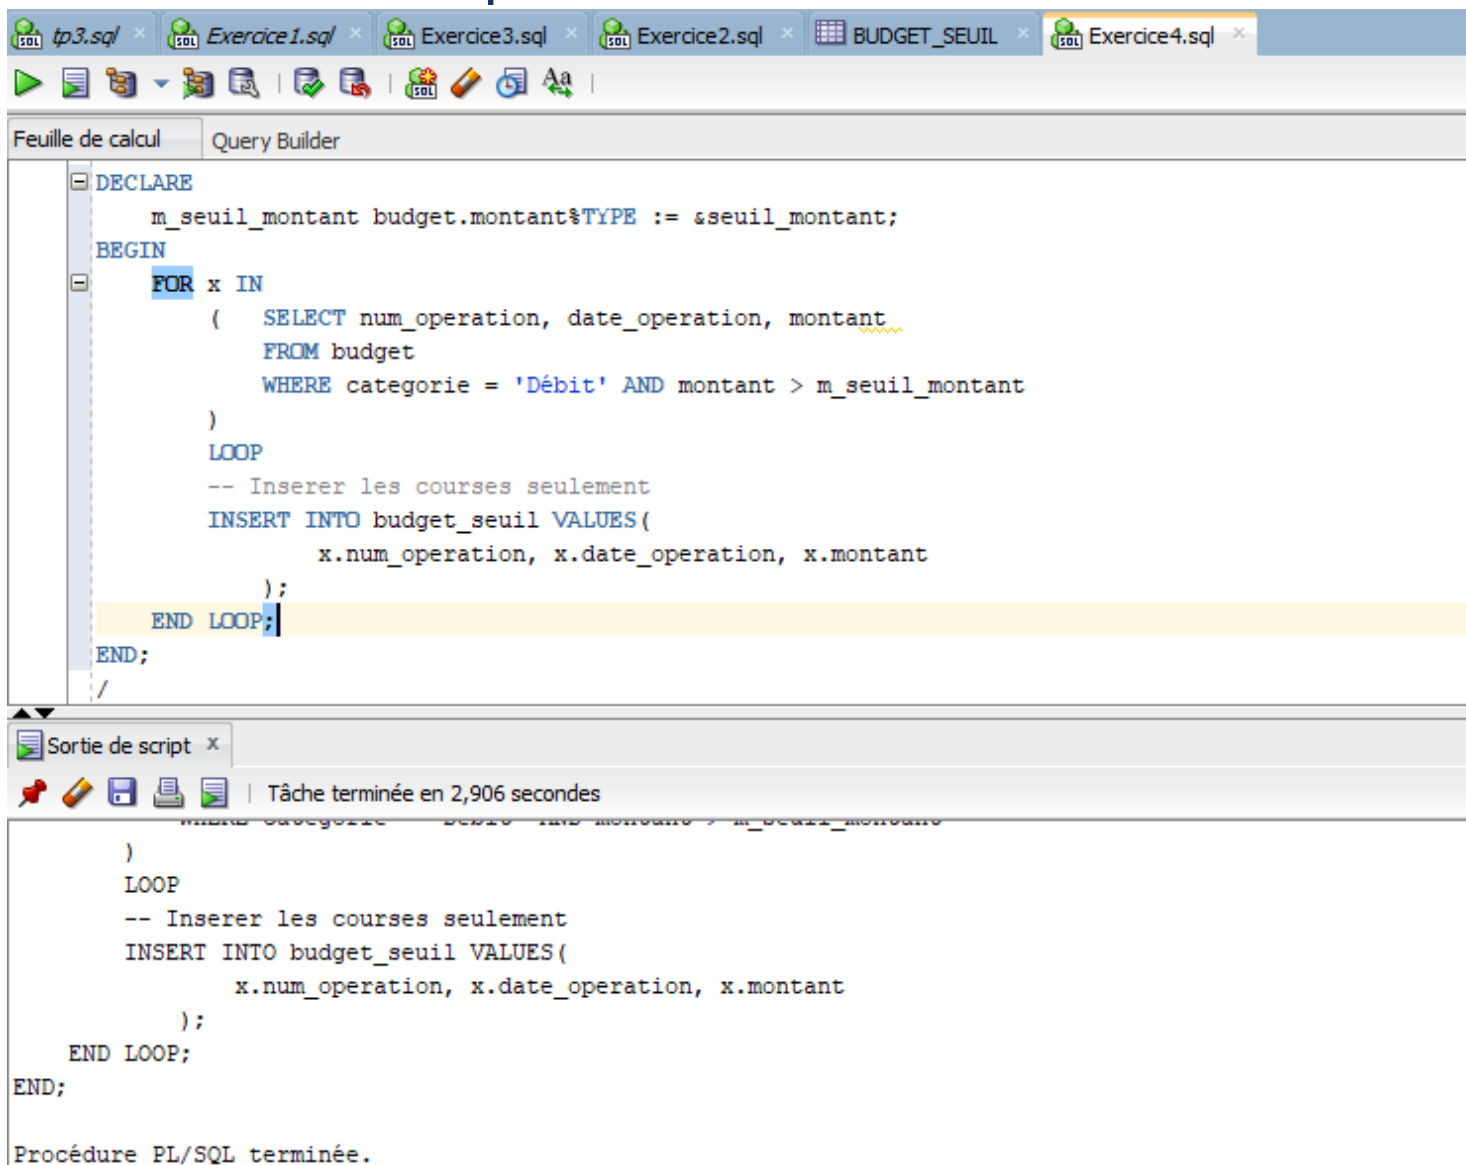 tp3.sql Exercice1.sql Exercice3.sql Exercice2.sql BUDGET_SEUIL Exercice4.sql
Feuille de calcul Query Builder
DECLARE
m_seuil_montant budget.montant%TYPE := &seuil_montant;
BEGIN
FOR x IN
( SELECT num_operation, date_operation, montant
FROM budget
WHERE categorie = 'Débit' AND montant > m_seuil_montant
)
LOOP
-- Inserer les courses seulement
INSERT INTO budget_seuil VALUES(
x.num_operation, x.date_operation, x.montant
);
END LOOP;
END;
/
Sortie de script x
Tâche terminée en 2,906 secondes
)
LOOP
-- Inserer les courses seulement
INSERT INTO budget_seuil VALUES(
x.num_operation, x.date_operation, x.montant
);
END LOOP;
END;
Procédure PL/SQL terminée.